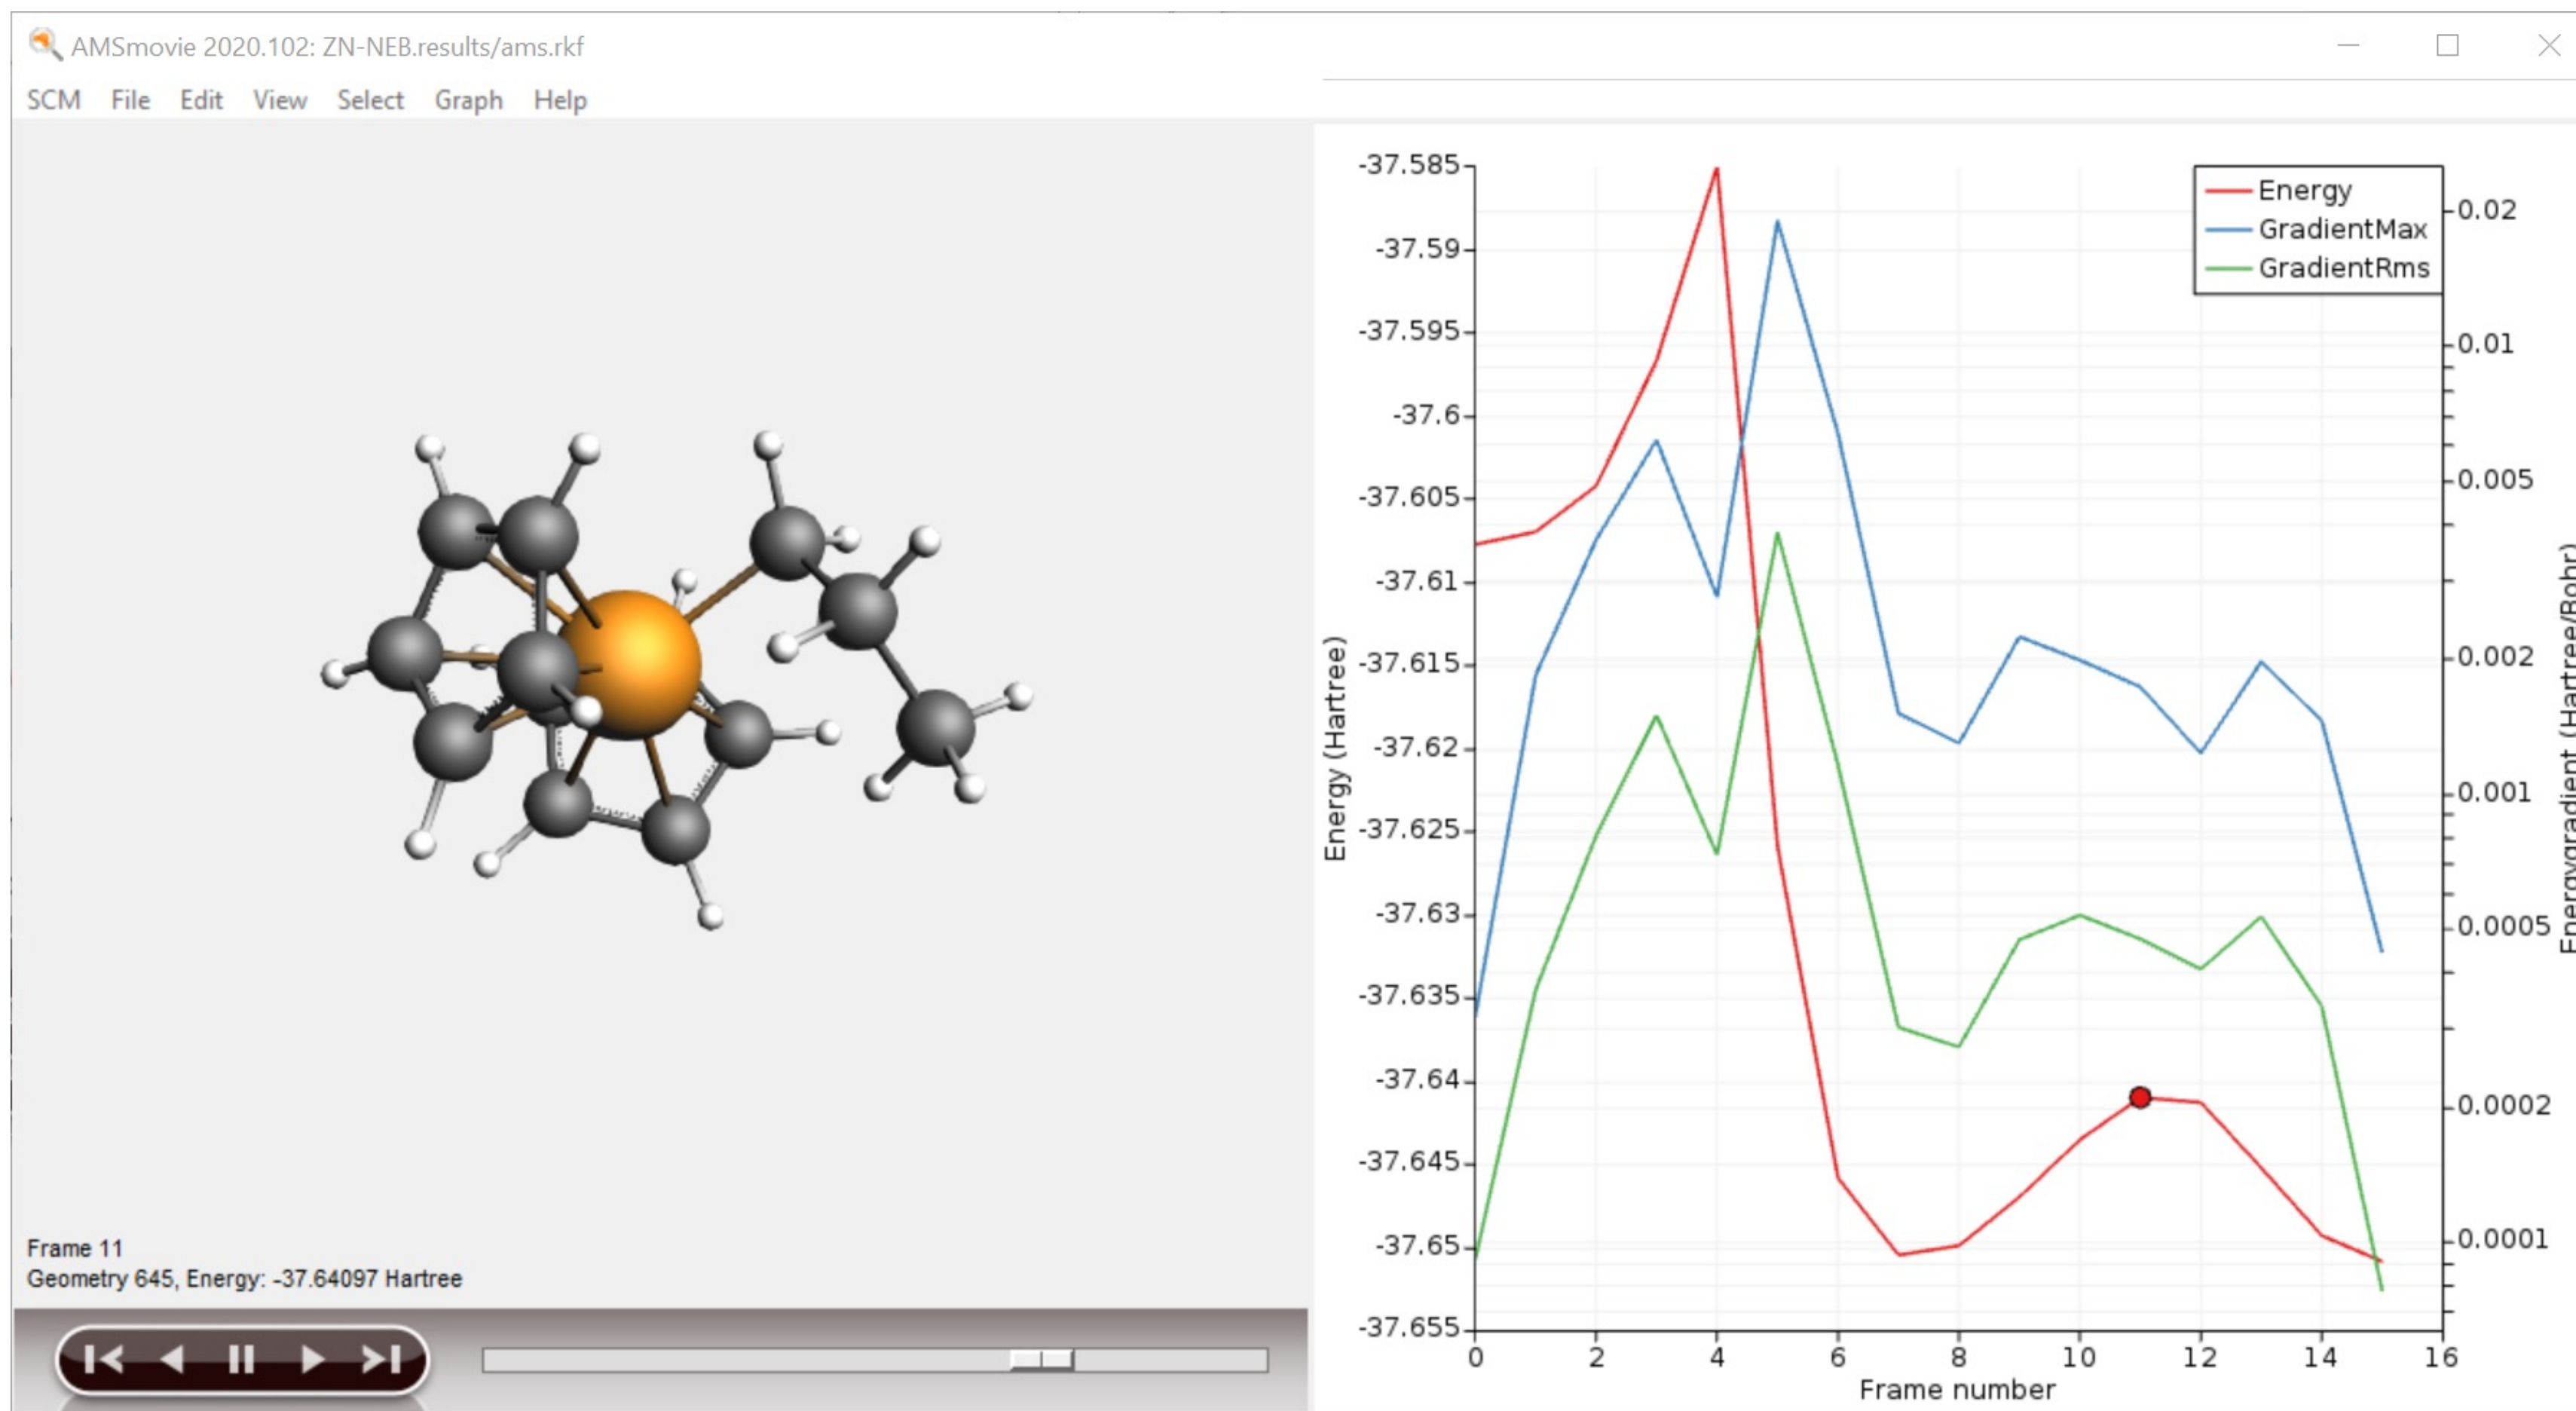 AMSmovie 2020.102: ZN-NEB.results/ams.rkf
SCM File Edit View Select Graph Help
Frame 11
Geometry 645, Energy: -37.64097 Hartree
Energy (Hartree)
-37.585
-37.59
-37.595
-37.6
-37.605
-37.61
-37.615
-37.62
-37.625
-37.63
-37.635
-37.64
-37.645
-37.65
-37.655
Energy
GradientMax
GradientRms
0.02
0.01
0.005
0.002
0.001
0.0005
0.0002
0.0001
Energygradient (Hartree/Bohr)
0 2 4 6 8 10 12 14 16
Frame number